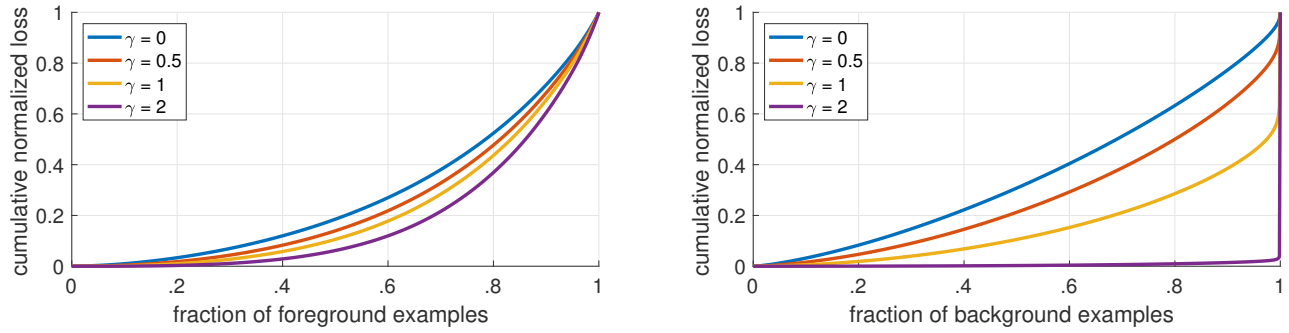 cumulative normalized loss
1
0.8
0.6
0.4
0.2
0
γ = 0
γ = 0.5
γ = 1
γ = 2
0 .2 .4 .6 .8 1
fraction of foreground examples
cumulative normalized loss
1
0.8
0.6
0.4
0.2
0
γ = 0
γ = 0.5
γ = 1
γ = 2
0 .2 .4 .6 .8 1
fraction of background examples